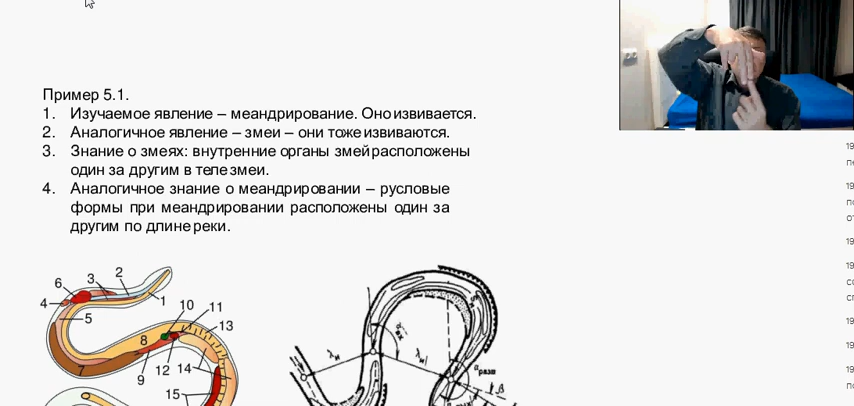 Пример 5.1.
1. Изучаемое явление – меандрирование. Оно извивается.
2. Аналогичное явление – змеи – они тоже извиваются.
3. Знание о змеях: внутренние органы змей расположены
один за другим в теле змеи.
4. Аналогичное знание о меандрировании – русловые
формы при меандрировании расположены один за
другим по длине реки.
6 3 2
4 1
5
10 11
13
8
7
12 14
9
15
λи λи
αразв
β